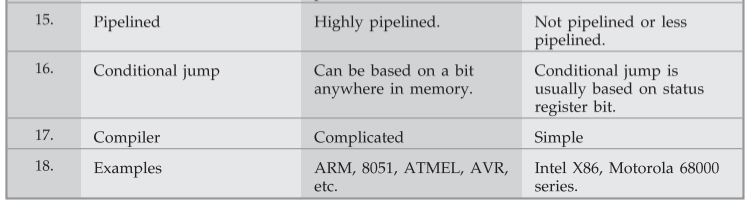 15. Pipelined Highly pipelined. Not pipelined or less
pipelined.
16. Conditional jump Can be based on a bit Conditional jump is
anywhere in memory. usually based on status
register bit.
17. Compiler Complicated Simple
18. Examples ARM, 8051, ATMEL, AVR, Intel X86, Motorola 68000
etc. series.